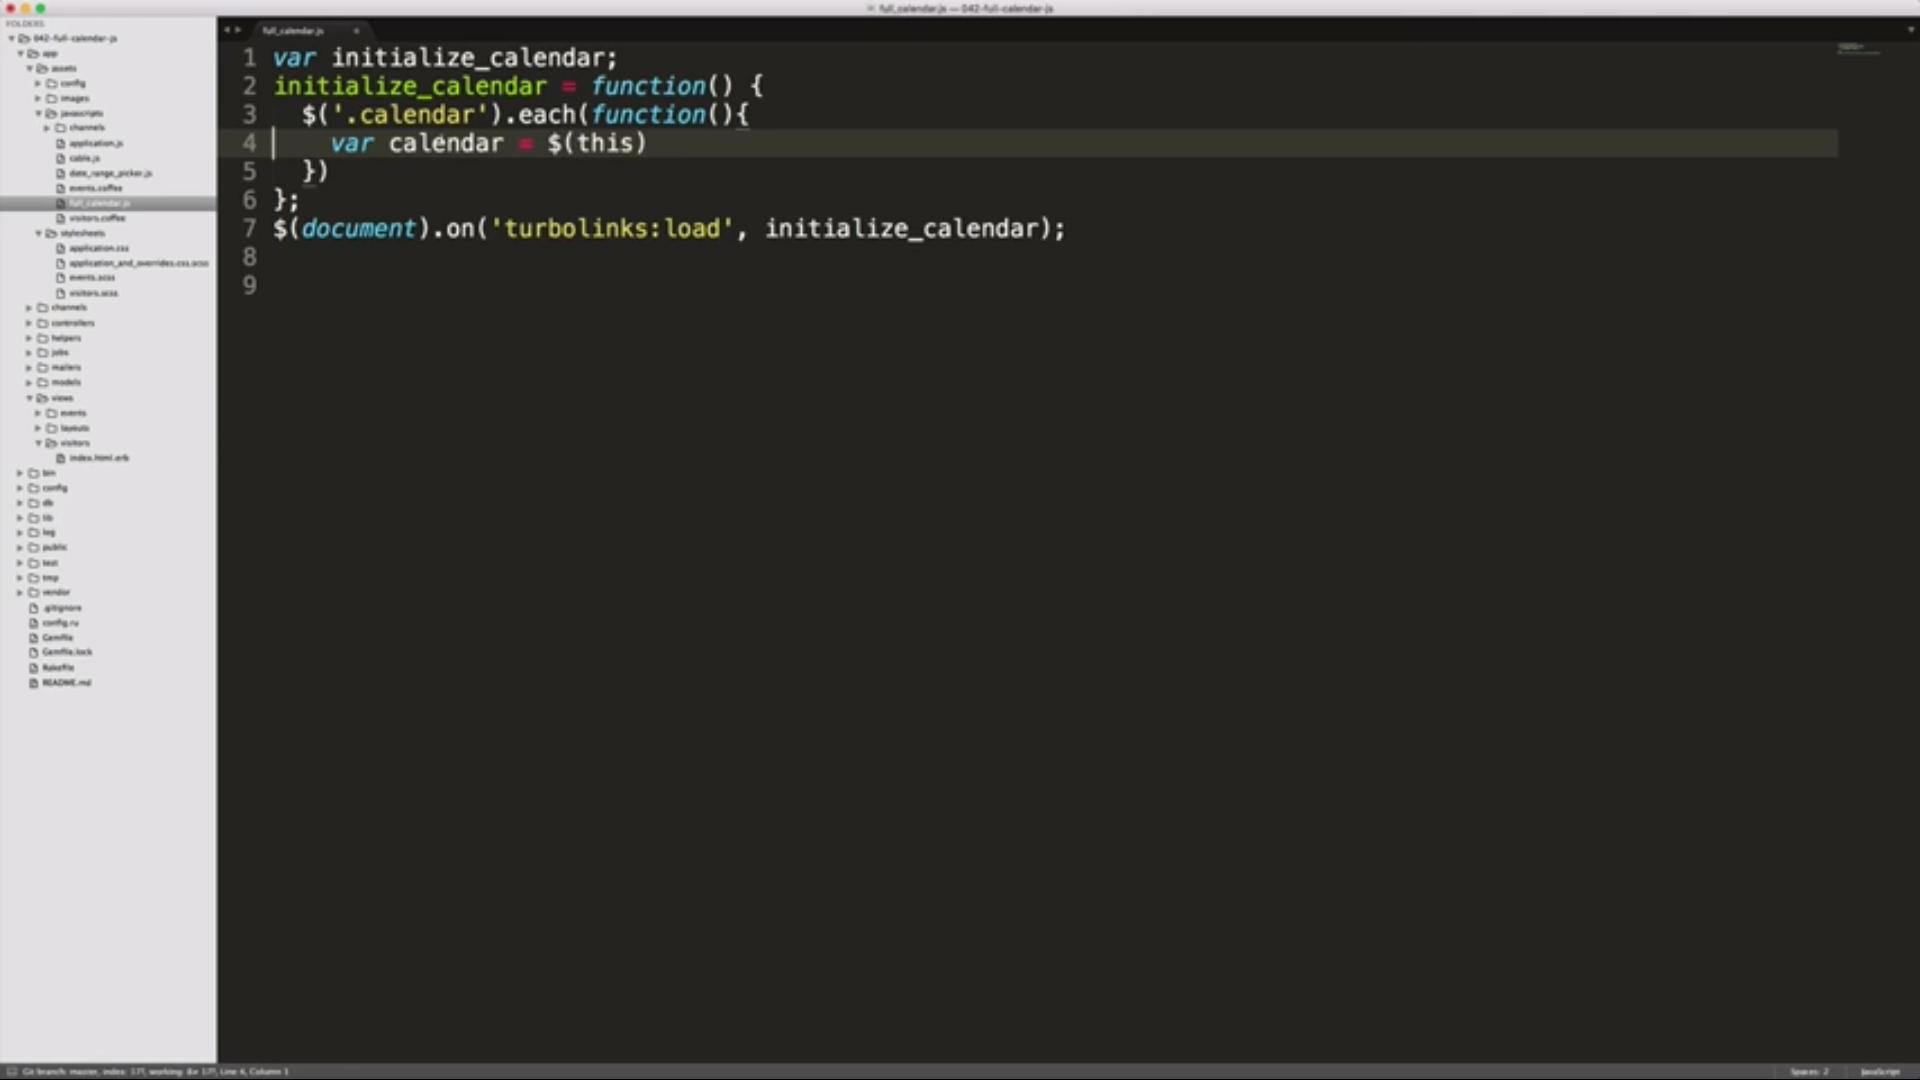 full_calendar.js — 042-full-calendar-js
FOLDERS
042-full-calendar-js
app
assets
config
images
javascripts
channels
application.js
cable.js
date_range_picker.js
events.coffee
full_calendar.js
visitors.coffee
stylesheets
application.css
application_and_overrides.css.scss
events.scss
visitors.scss
channels
controllers
helpers
jobs
mailers
models
views
events
layouts
visitors
index.html.erb
bin
config
db
lib
log
public
test
tmp
vendor
.gitignore
config.ru
Gemfile
Gemfile.lock
Rakefile
README.md
full_calendar.js
1 var initialize_calendar;
2 initialize_calendar = function() {
3 $('.calendar').each(function(){
4 var calendar = $(this)
5 })
6 };
7 $(document).on('turbolinks:load', initialize_calendar);
8
9
Git branch: master, index: 17?, working: 6≠ 17?, Line 4, Column 1
Spaces: 2
JavaScript